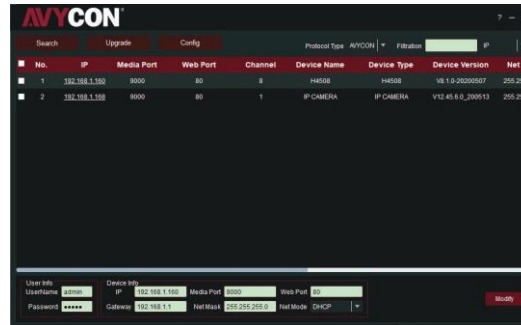 AVYCON
? –
Search Upgrade Config Protocol Type AVYCON Filtration IP
No. IP Media Port Web Port Channel Device Name Device Type Device Version Net
1 192.168.1.160 9000 80 8 H4508 H4508 V8.1.0-20200507 255.25
2 192.168.1.168 9000 80 1 IP CAMERA IP CAMERA V12.45.6.0_200513 255.25
User Info Device Info
UserName admin IP 192.168.1.160 Media Port 9000 Web Port 80
Password ••••• Gateway 192.168.1.1 Net Mask 255.255.255.0 Net Mode DHCP
Modify